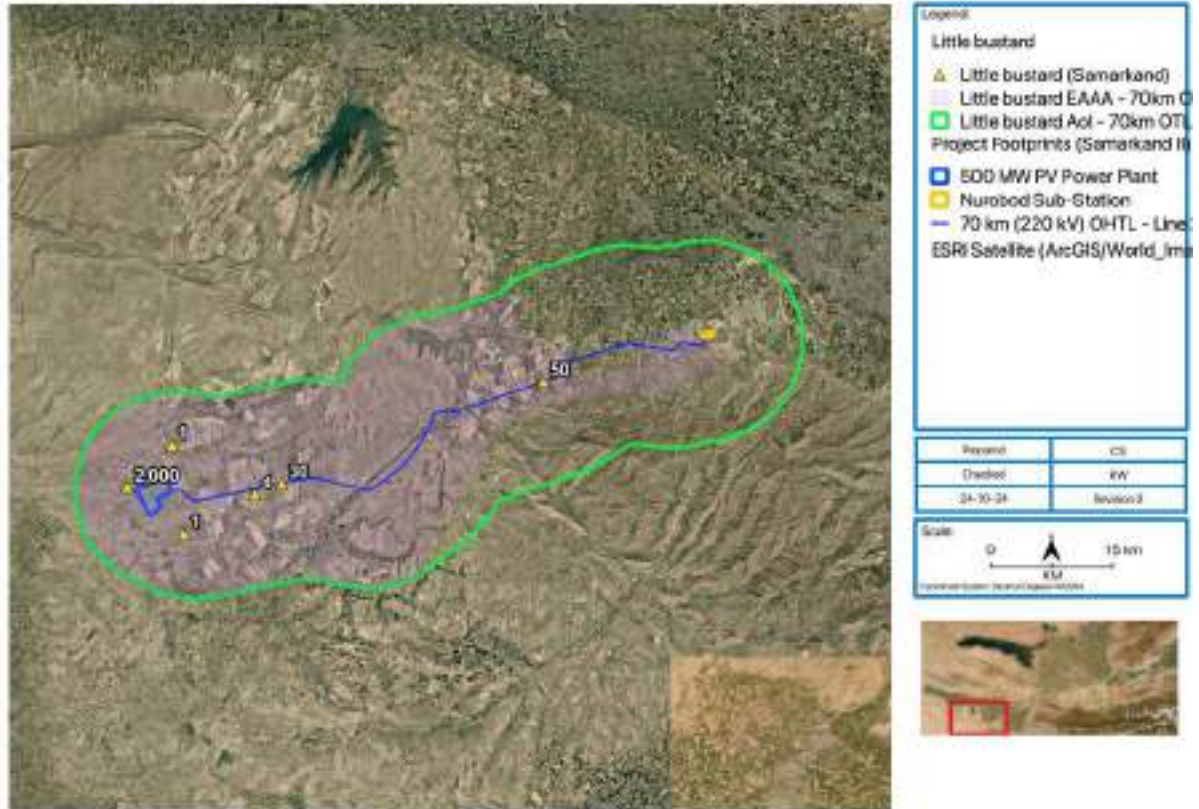 Legend:
Little bustard
Little bustard (Samarkand)
Little bustard EAAA - 70km O
Little bustard AoI - 70km OTL
Project Footprints (Samarkand II)
500 MW PV Power Plant
Nurobod Sub-Station
70 km (220 kV) OHTL - Line
ESRI Satellite (ArcGIS/World_Ima
50
1
2,000
4
30
1
Prepared CS
Checked KW
24-10-24
Scale:
0 15 km
KM